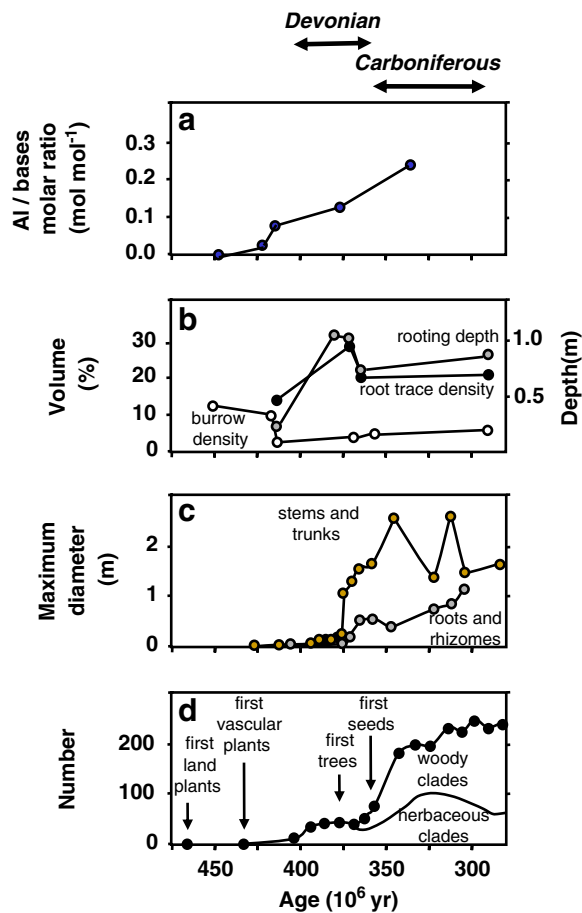 Devonian
Carboniferous
a
Al / bases
molar ratio
(mol mol⁻¹)
0.3
0.2
0.1
0.0
b
Volume
(%)
30
20
10
0
rooting depth
root trace density
burrow
density
1.0
0.5
Depth(m)
c
Maximum
diameter
(m)
2
1
0
stems and
trunks
roots and
rhizomes
d
Number
200
100
0
first
land
plants
first
vascular
plants
first
trees
first
seeds
woody
clades
herbaceous
clades
450 400 350 300
Age (10⁶ yr)